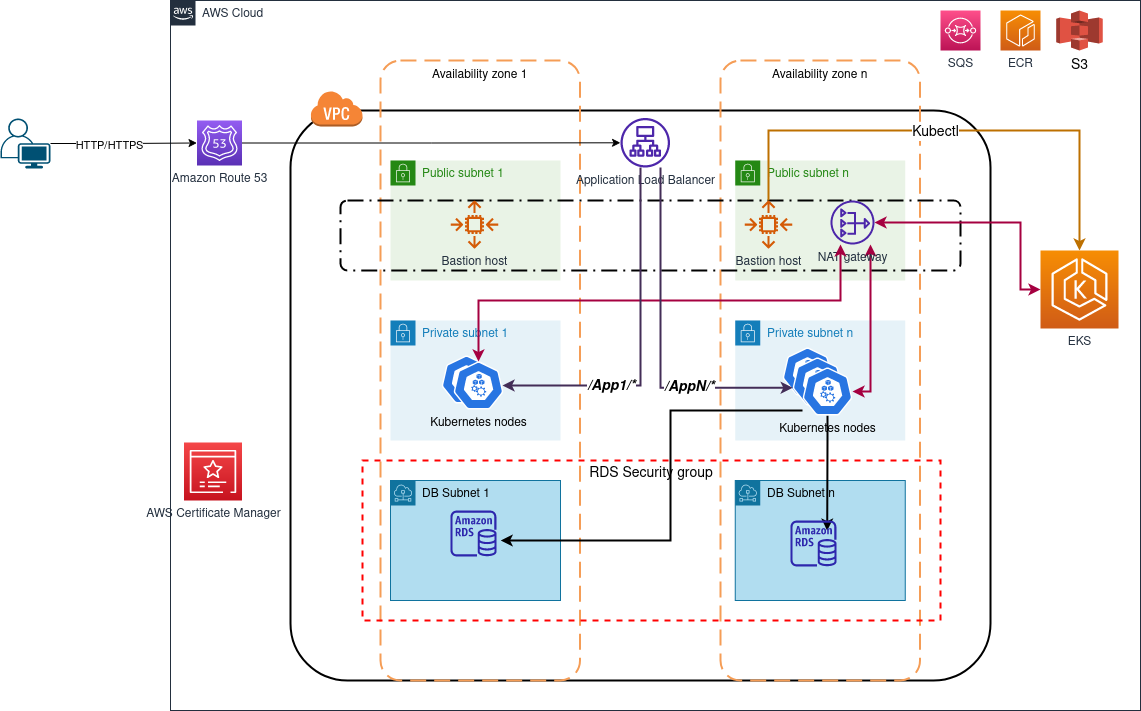 aws
AWS Cloud
SQS
ECR
S3
Availability zone 1
Availability zone n
VPC
Kubectl
HTTP/HTTPS
53
Amazon Route 53
Application Load Balancer
Public subnet 1
Public subnet n
Bastion host
Bastion host
NAT gateway
K
EKS
Private subnet 1
Private subnet n
/App1/*
/AppN/*
Kubernetes nodes
Kubernetes nodes
RDS Security group
AWS Certificate Manager
DB Subnet 1
DB Subnet n
Amazon
RDS
Amazon
RDS